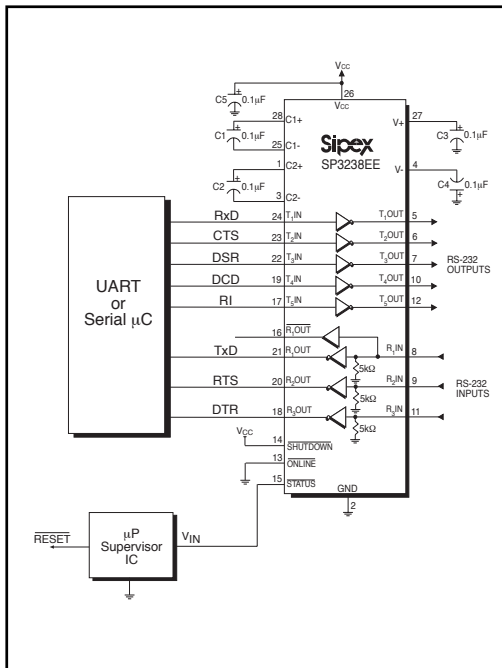 VCC
26
C5 + 0.1µF
VCC
28 C1+
C1 + 0.1µF
25 C1-
1 C2+
C2 + 0.1µF
3 C2-
Sipex
SP3238EE
V+ 27
C3 + 0.1µF
V- 4
C4 0.1µF +
RxD 24 T1IN T1OUT 5
CTS 23 T2IN T2OUT 6
DSR 22 T3IN T3OUT 7
DCD 19 T4IN T4OUT 10
RI 17 T5IN T5OUT 12
RS-232
OUTPUTS
UART
or
Serial µC
16 R1OUT
TxD 21 R1OUT R1IN 8
5kΩ
RTS 20 R2OUT R2IN 9
5kΩ
DTR 18 R3OUT R3IN 11
5kΩ
RS-232
INPUTS
VCC
14 SHUTDOWN
13 ONLINE
15 STATUS
GND
2
RESET
µP
Supervisor
IC
VIN